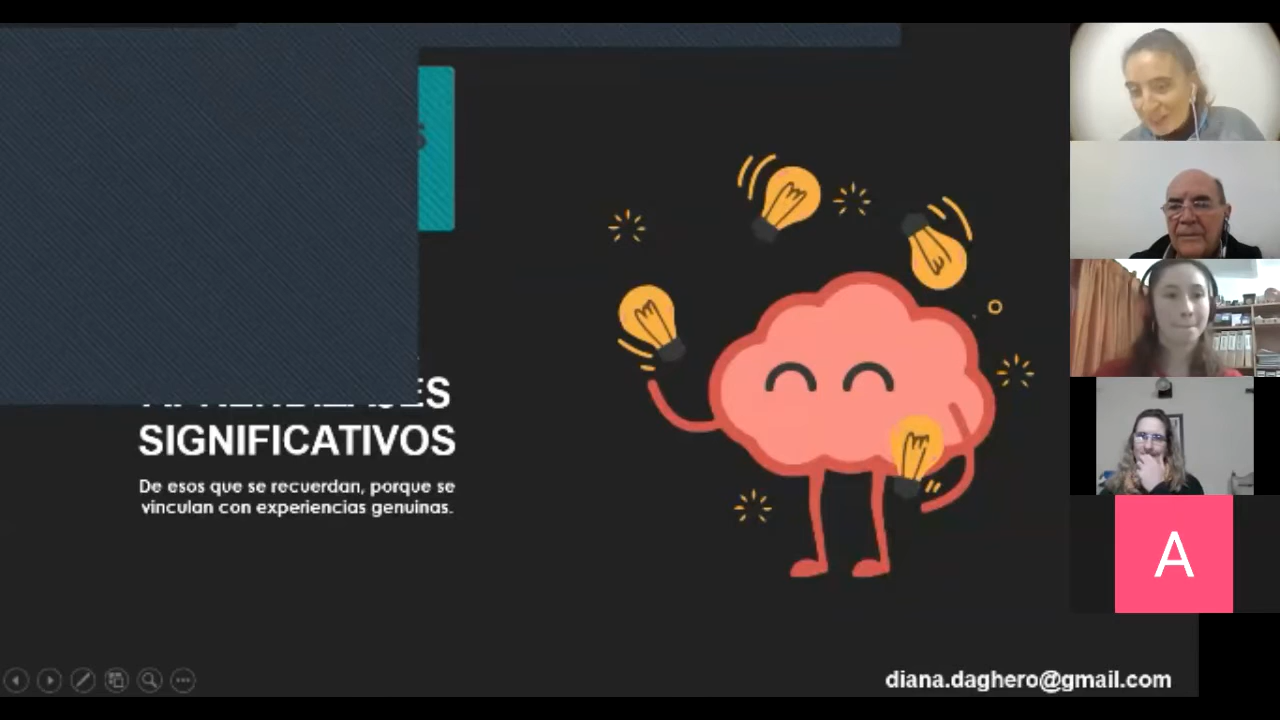 SIGNIFICATIVOS
De esos que se recuerdan, porque se
vinculan con experiencias genuinas.
A
diana.daghero@gmail.com